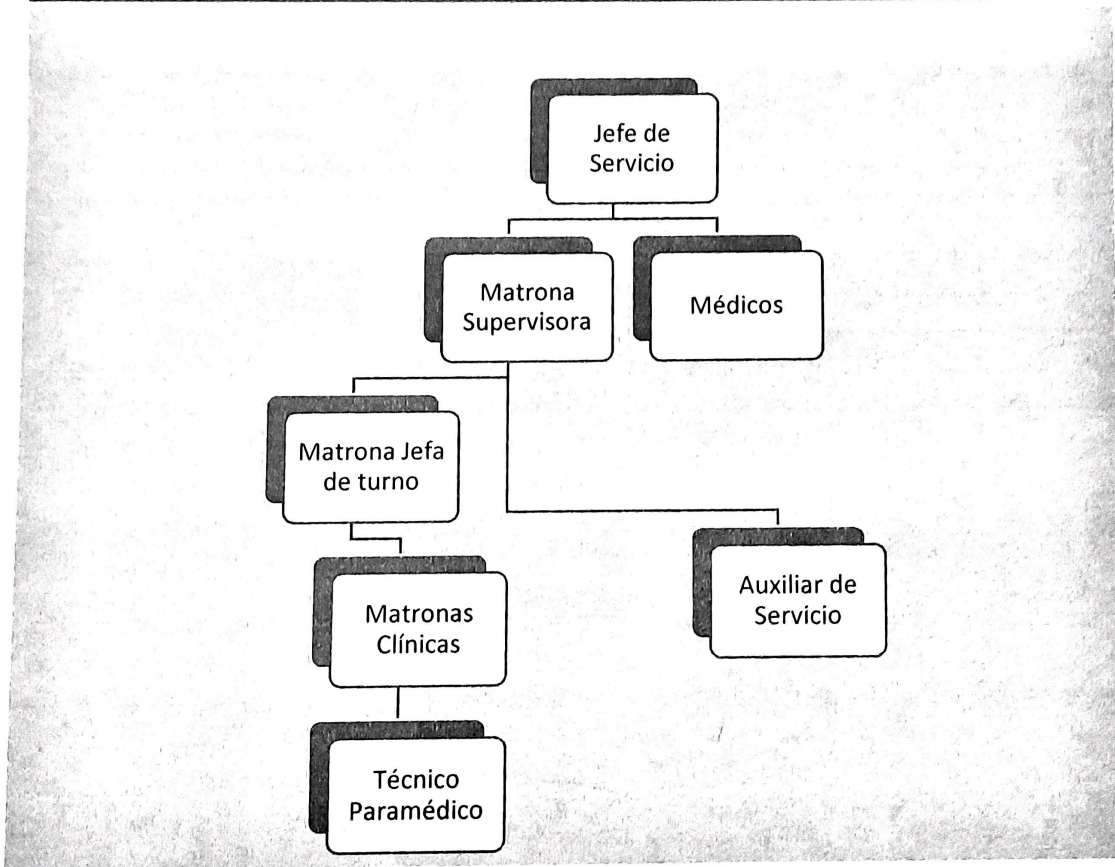 Jefe de
Servicio
Matrona
Supervisora
Médicos
Matrona Jefa
de turno
Auxiliar de
Servicio
Matronas
Clínicas
Técnico
Paramédico